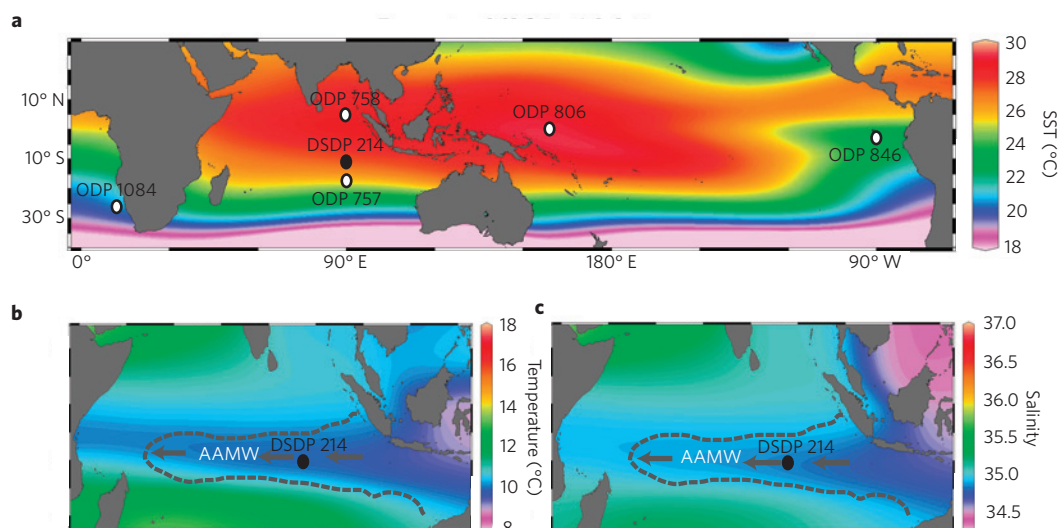 a
ODP 758
ODP 806
DSDP 214
ODP 846
ODP 1084
ODP 757
10° N
10° S
30° S
0°
90° E
180° E
90° W
30
28
26
24
22
20
18
SST (°C)
b
DSDP 214
AAMW
18
16
14
12
10
8
Temperature (°C)
c
DSDP 214
AAMW
37.0
36.5
36.0
35.5
35.0
34.5
Salinity